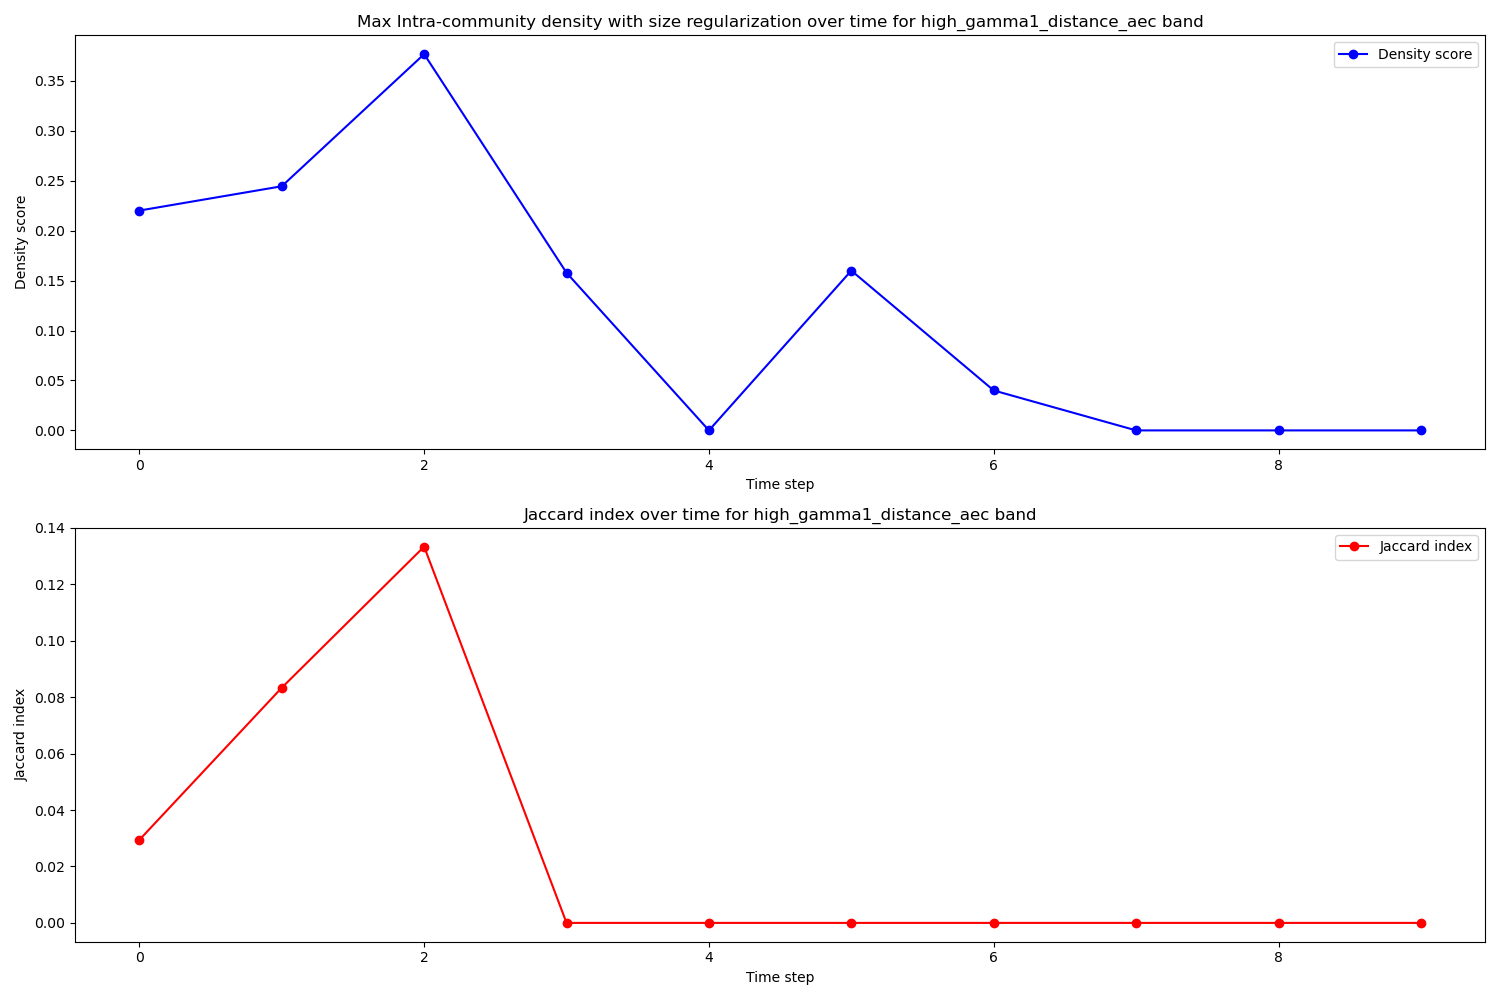 Max Intra-community density with size regularization over time for high_gamma1_distance_aec band
Density score
0.35
0.30
0.25
0.20
0.15
0.10
0.05
0.00
Density score
0 2 4 6 8
Time step
Jaccard index over time for high_gamma1_distance_aec band
Jaccard index
0.14
0.12
0.10
0.08
0.06
0.04
0.02
0.00
Jaccard index
0 2 4 6 8
Time step